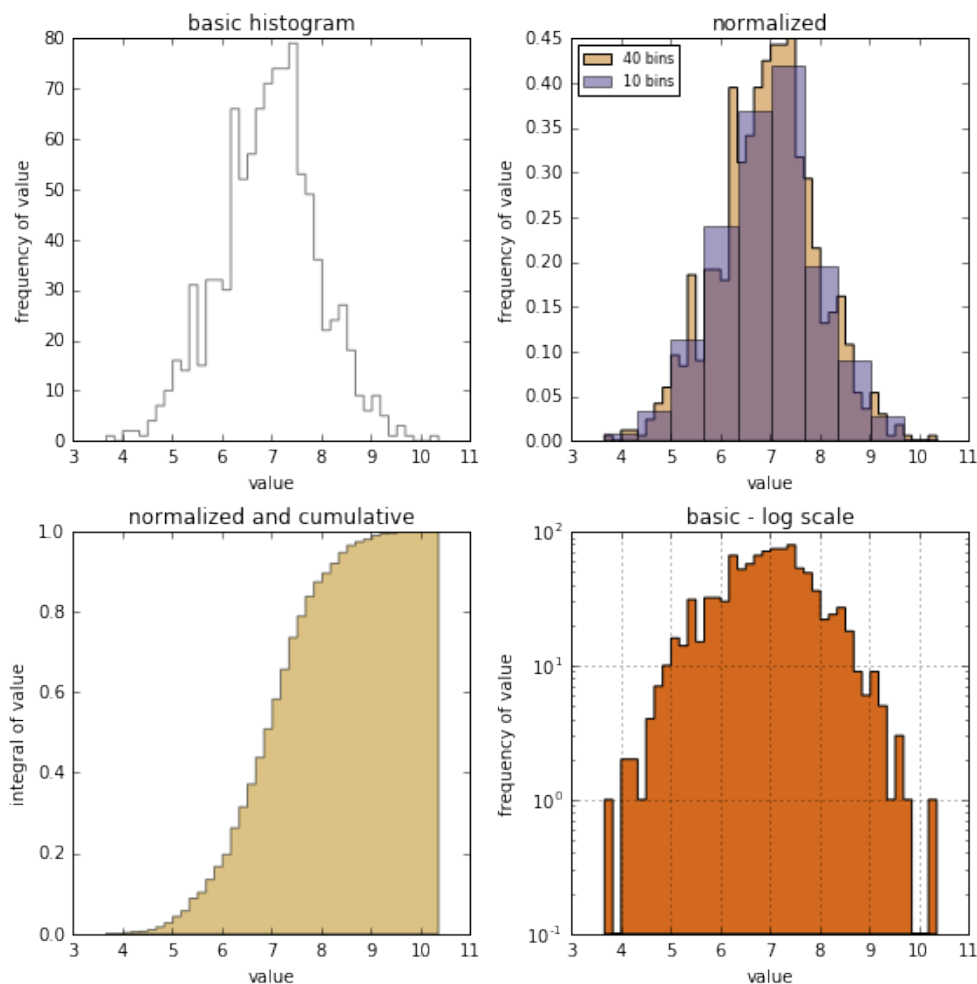 basic histogram
80
70
60
50
40
30
20
10
0
frequency of value
3 4 5 6 7 8 9 10 11
value
normalized
0.45
0.40
0.35
0.30
0.25
0.20
0.15
0.10
0.05
0.00
frequency of value
40 bins
10 bins
3 4 5 6 7 8 9 10 11
value
normalized and cumulative
1.0
0.8
0.6
0.4
0.2
0.0
integral of value
3 4 5 6 7 8 9 10 11
value
basic - log scale
10²
10¹
10⁰
10⁻¹
frequency of value
3 4 5 6 7 8 9 10 11
value